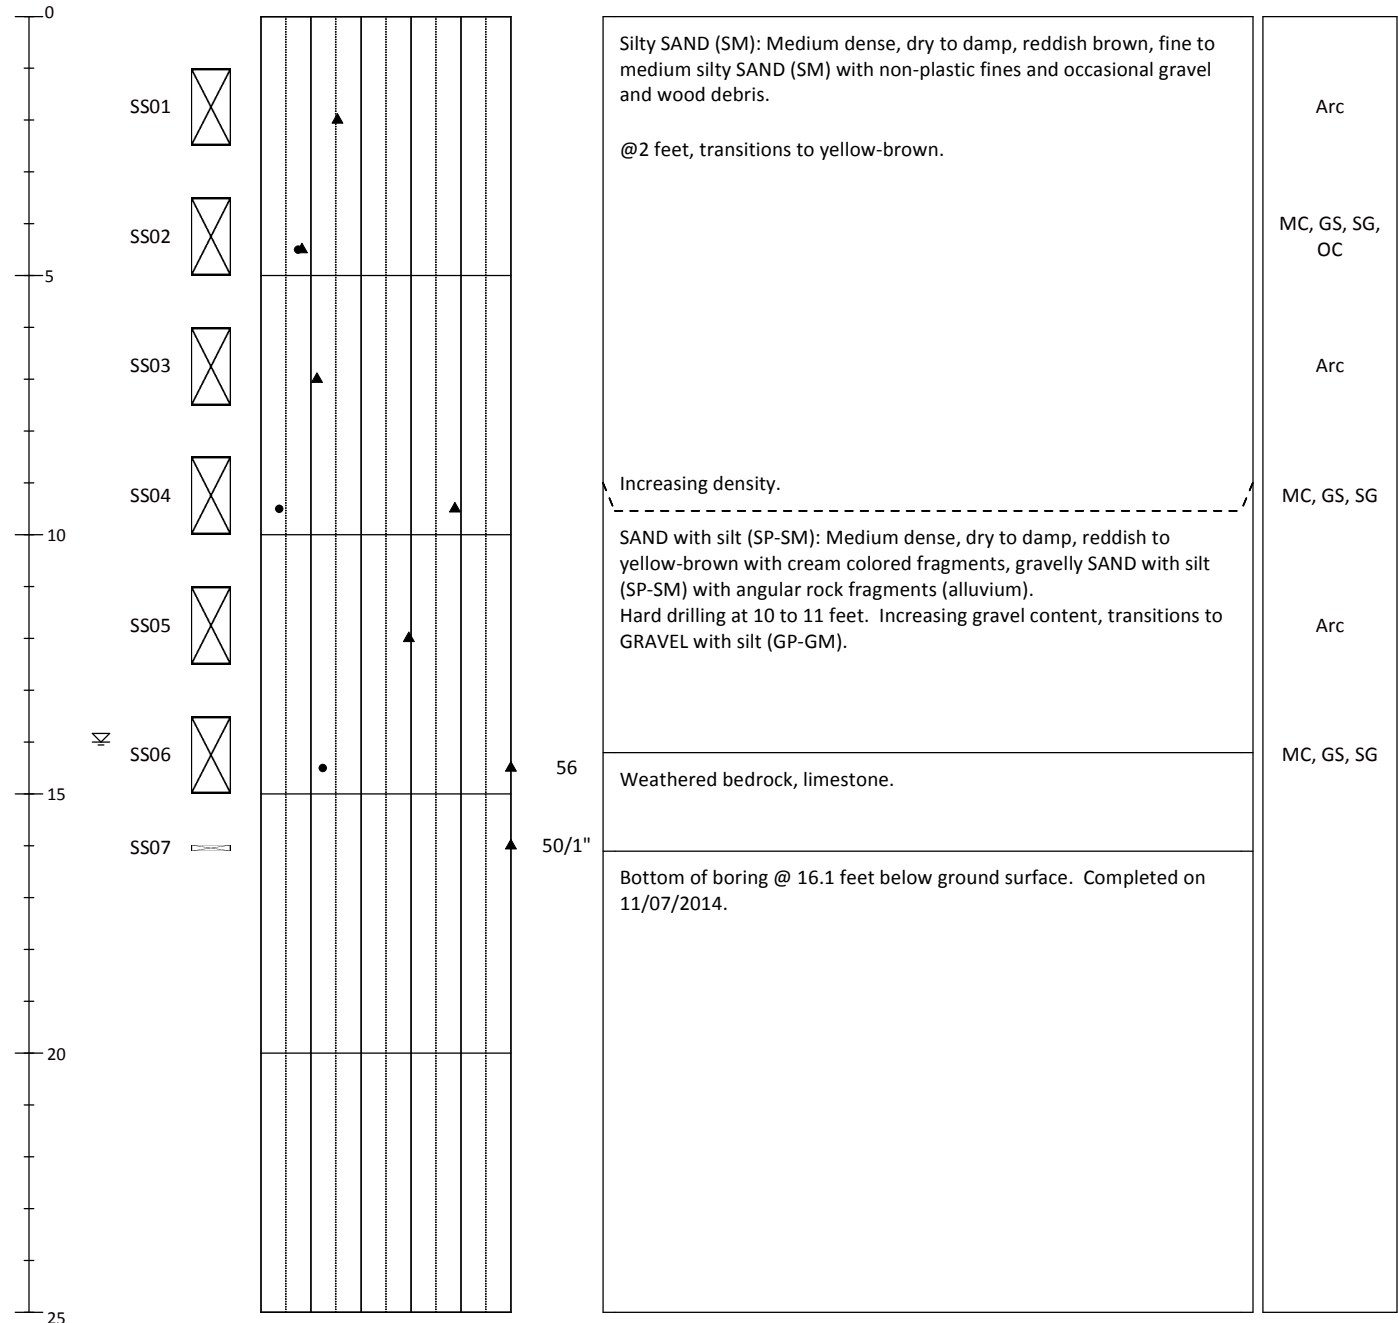 0
Silty SAND (SM): Medium dense, dry to damp, reddish brown, fine to
medium silty SAND (SM) with non-plastic fines and occasional gravel
and wood debris.
SS01
Arc
@2 feet, transitions to yellow-brown.
SS02
MC, GS, SG,
OC
5
SS03
Arc
Increasing density.
SS04
MC, GS, SG
10
SAND with silt (SP-SM): Medium dense, dry to damp, reddish to
yellow-brown with cream colored fragments, gravelly SAND with silt
(SP-SM) with angular rock fragments (alluvium).
Hard drilling at 10 to 11 feet.  Increasing gravel content, transitions to
GRAVEL with silt (GP-GM).
SS05
Arc
SS06
56
MC, GS, SG
Weathered bedrock, limestone.
15
SS07
50/1"
Bottom of boring @ 16.1 feet below ground surface.  Completed on
11/07/2014.
20
25